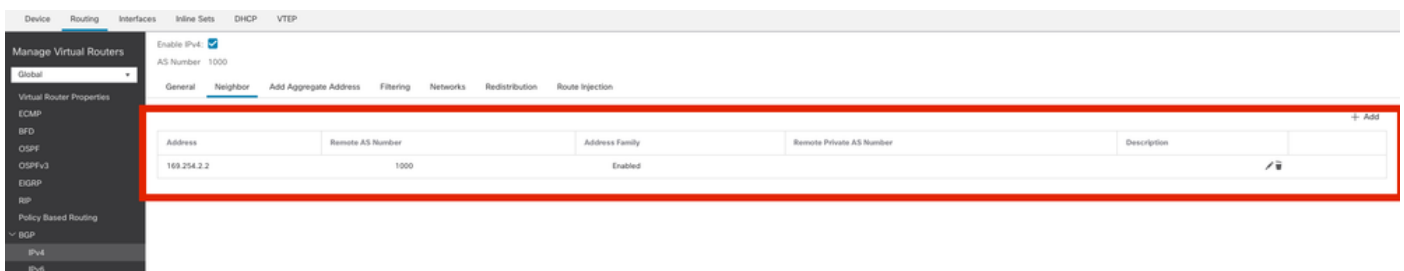 Device Routing Interfaces Inline Sets DHCP VTEP
Manage Virtual Routers
Global
Virtual Router Properties
ECMP
BFD
OSPF
OSPFv3
EIGRP
RIP
Policy Based Routing
BGP
IPv4
IPv6
Enable IPv4:
AS Number 1000
General Neighbor Add Aggregate Address Filtering Networks Redistribution Route Injection
+ Add
Address Remote AS Number Address Family Remote Private AS Number Description
169.254.2.2 1000 Enabled